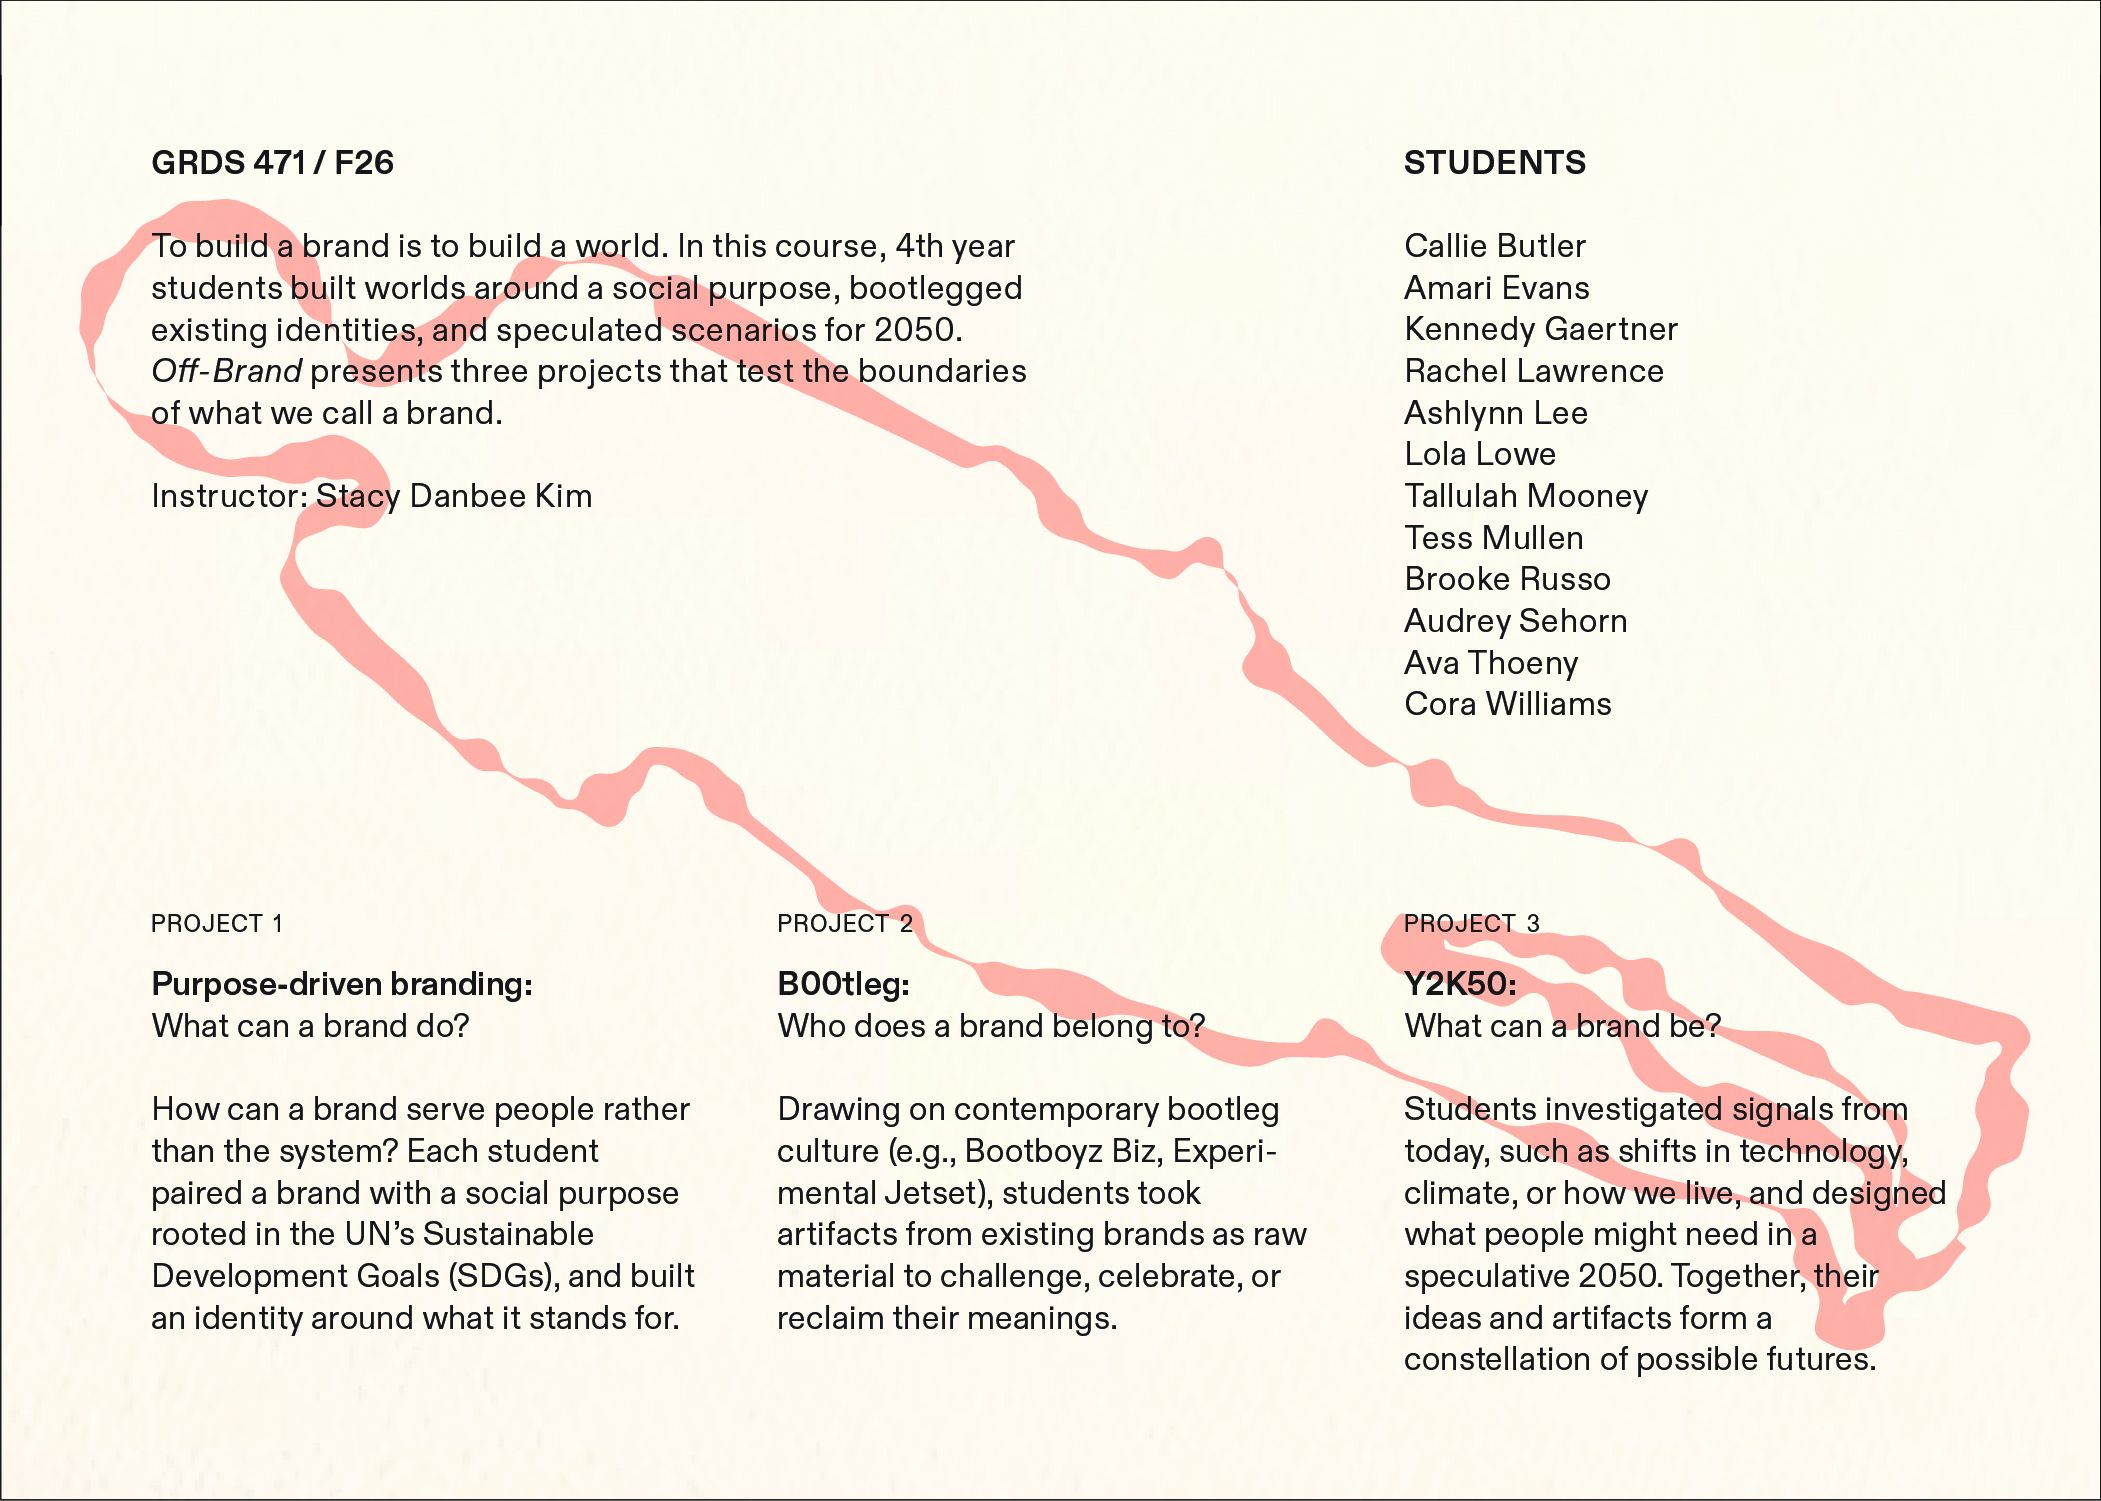 GRDS 471 / F26
To build a brand is to build a world. In this course, 4th year
students built worlds around a social purpose, bootlegged
existing identities, and speculated scenarios for 2050.
Off-Brand presents three projects that test the boundaries
of what we call a brand.
Instructor: Stacy Danbee Kim
STUDENTS
Callie Butler
Amari Evans
Kennedy Gaertner
Rachel Lawrence
Ashlynn Lee
Lola Lowe
Tallulah Mooney
Tess Mullen
Brooke Russo
Audrey Sehorn
Ava Thoeny
Cora Williams
PROJECT 1
Purpose-driven branding:
What can a brand do?
How can a brand serve people rather
than the system? Each student
paired a brand with a social purpose
rooted in the UN’s Sustainable
Development Goals (SDGs), and built
an identity around what it stands for.
PROJECT 2
B00tleg:
Who does a brand belong to?
Drawing on contemporary bootleg
culture (e.g., Bootboyz Biz, Experi-
mental Jetset), students took
artifacts from existing brands as raw
material to challenge, celebrate, or
reclaim their meanings.
PROJECT 3
Y2K50:
What can a brand be?
Students investigated signals from
today, such as shifts in technology,
climate, or how we live, and designed
what people might need in a
speculative 2050. Together, their
ideas and artifacts form a
constellation of possible futures.